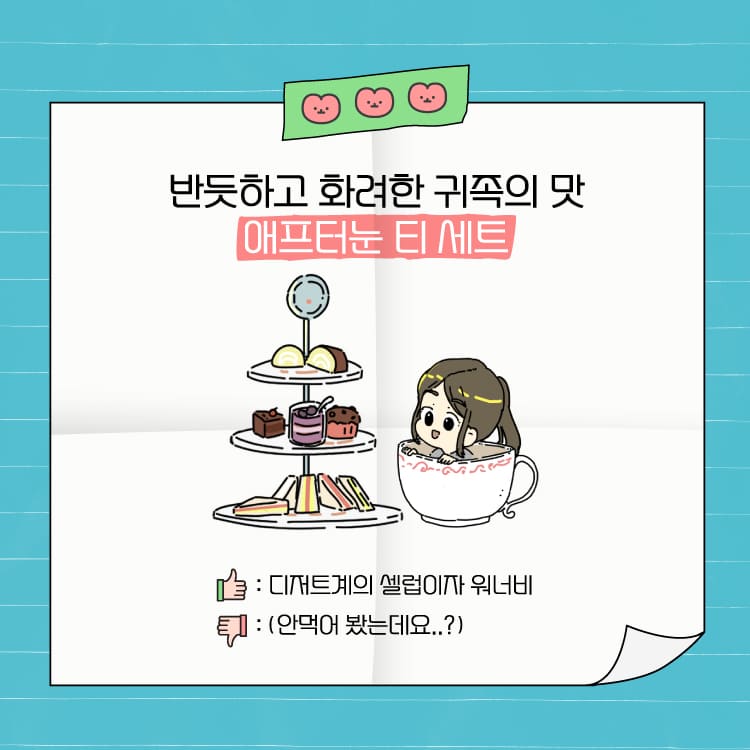 반듯하고 화려한 귀족의 맛
애프터눈 티 세트
: 디저트계의 셀럽이자 워너비
: (안먹어 봤는데요..?)